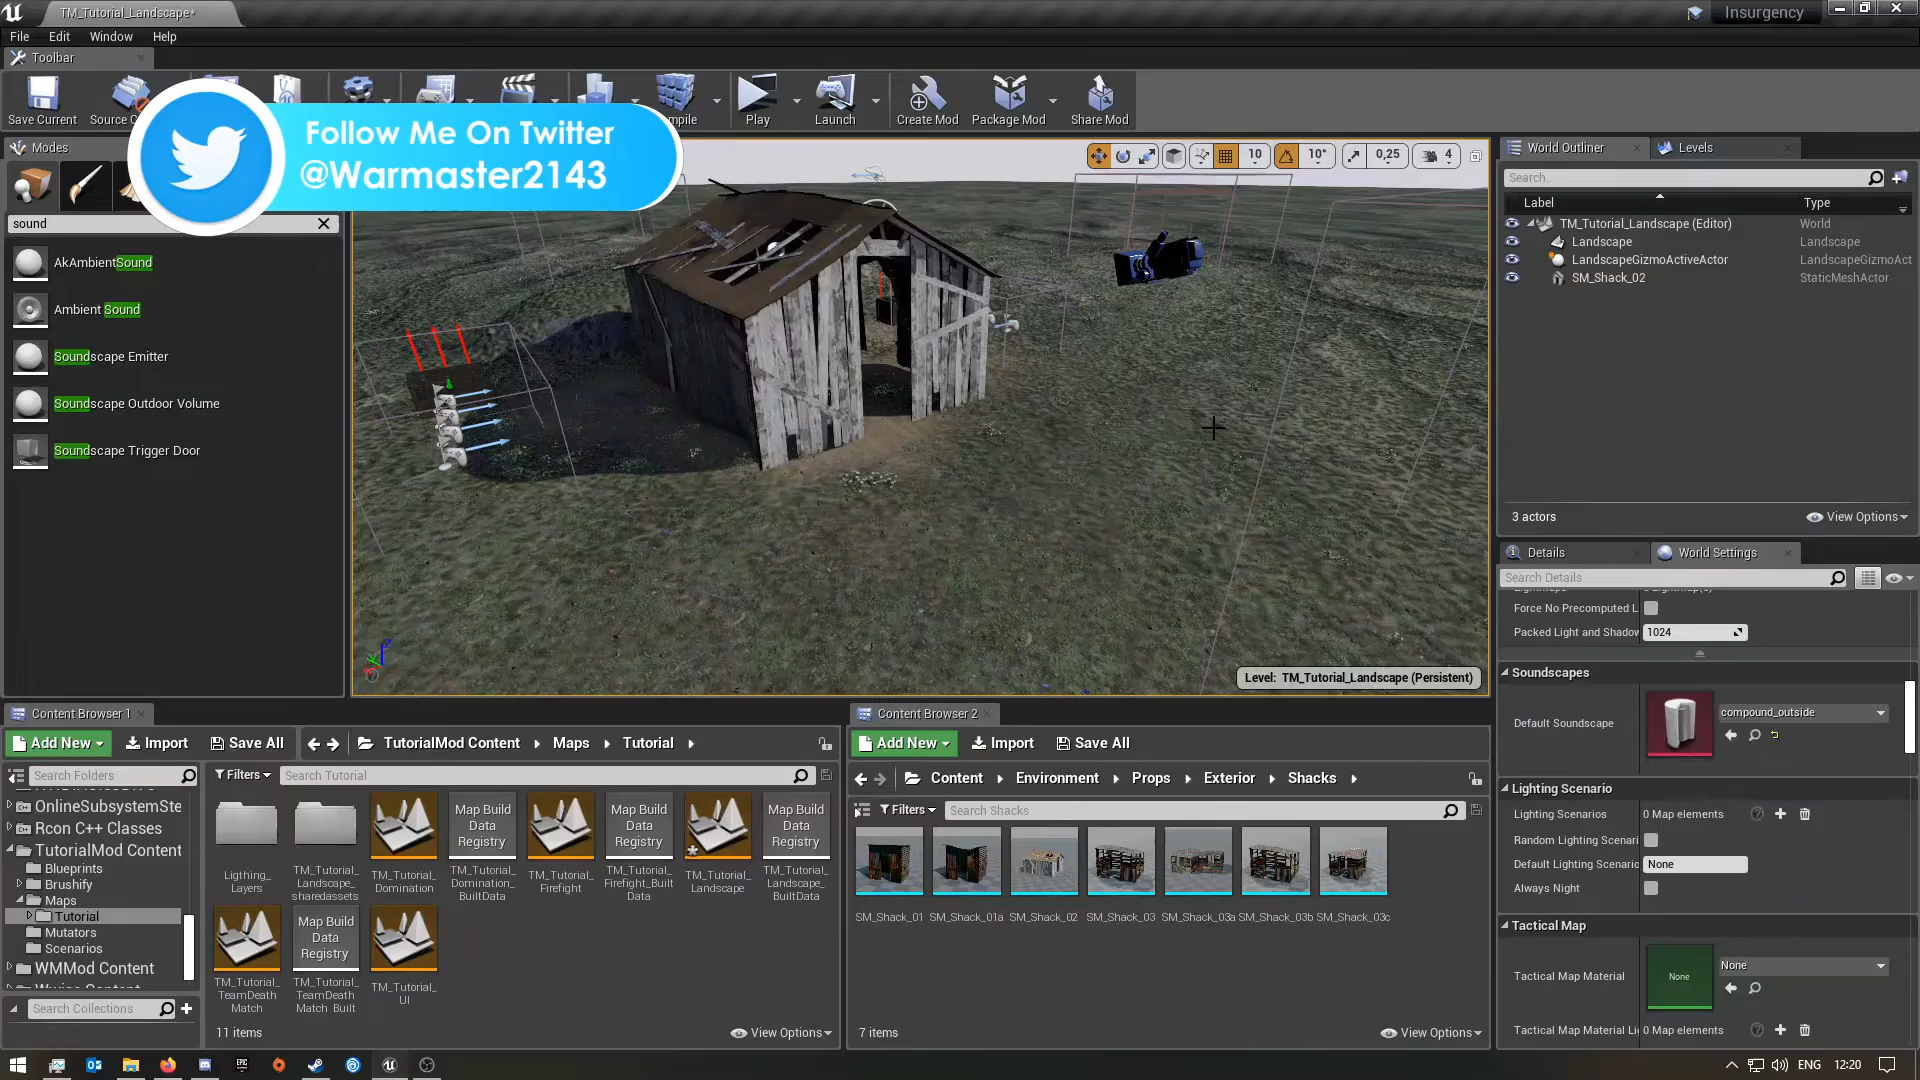 TM_Tutorial_Landscape*
Insurgency
File
Edit
Window
Help
Toolbar
Save Current
Play
Launch
Create Mod
Package Mod
Share Mod
Follow Me On Twitter
@Warmaster2143
Modes
sound
AkAmbientSound
Ambient Sound
Soundscape Emitter
Soundscape Outdoor Volume
Soundscape Trigger Door
10
10°
0,25
4
Level: TM_Tutorial_Landscape (Persistent)
World Outliner
Levels
Search..
Label
Type
TM_Tutorial_Landscape (Editor)
World
Landscape
Landscape
LandscapeGizmoActiveActor
LandscapeGizmoAct
SM_Shack_02
StaticMeshActor
3 actors
View Options
Details
World Settings
Search Details
Force No Precomputed L
Packed Light and Shadow
1024
Soundscapes
Default Soundscape
compound_outside
Lighting Scenario
Lighting Scenarios
0 Map elements
Random Lighting Scenari
Default Lighting Scenario
None
Always Night
Tactical Map
Tactical Map Material
None
None
Tactical Map Material Li
0 Map elements
Content Browser 1
Add New
Import
Save All
TutorialMod Content
Maps
Tutorial
Search Folders
Filters
Search Tutorial
OnlineSubsystemSte
Rcon C++ Classes
TutorialMod Content
Blueprints
Brushify
Maps
Tutorial
Mutators
Scenarios
WMMod Content
Search Collections
Map Build Data Registry
Map Build Data Registry
Map Build Data Registry
Ligthing_
Layers
TM_Tutorial_
Landscape_
sharedassets
TM_Tutorial_
Domination
TM_Tutorial_
Domination_
BuiltData
TM_Tutorial_
Firefight
TM_Tutorial_
Firefight_Built
Data
TM_Tutorial_
Landscape
TM_Tutorial_
Landscape_
BuiltData
Map Build Data Registry
TM_Tutorial_
TeamDeath
Match
TM_Tutorial_
TeamDeath
Match_Built
TM_Tutorial_
UI
11 items
View Options
Content Browser 2
Add New
Import
Save All
Content
Environment
Props
Exterior
Shacks
Filters
Search Shacks
SM_Shack_01
SM_Shack_01a
SM_Shack_02
SM_Shack_03
SM_Shack_03a
SM_Shack_03b
SM_Shack_03c
7 items
View Options
ENG
12:20